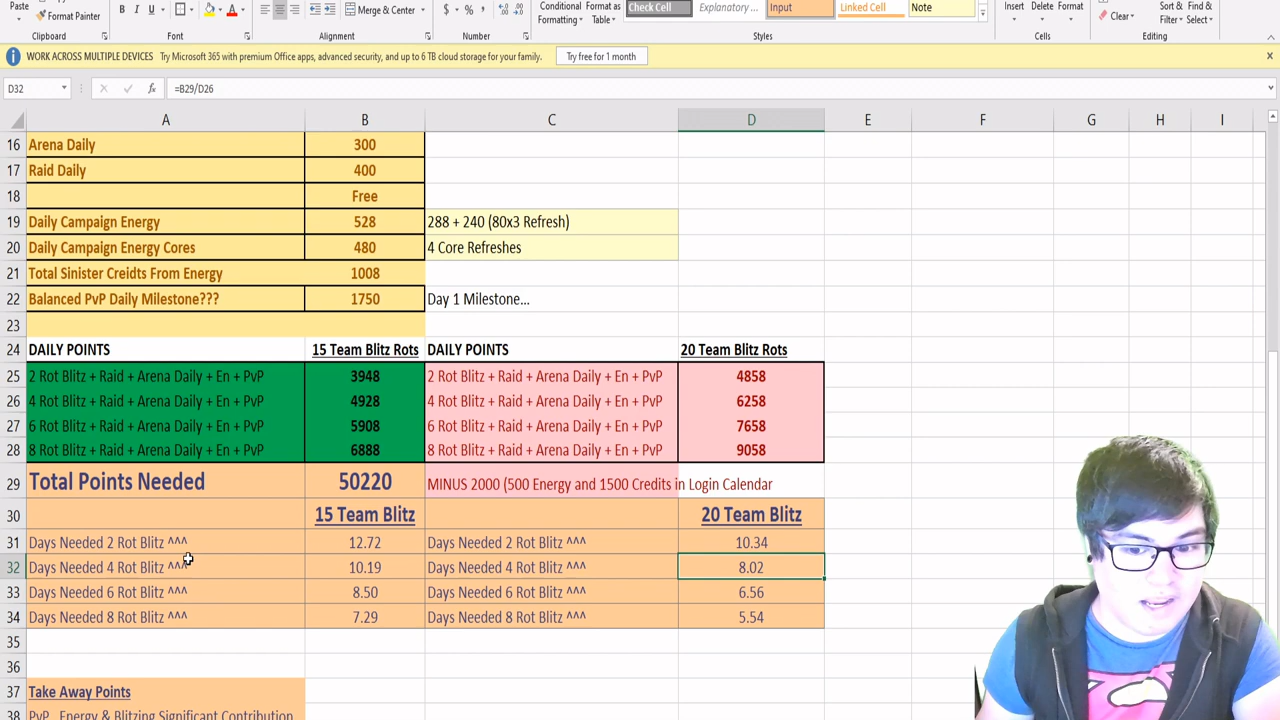 Paste
Format Painter
B I U
Merge & Center
$ % ,
Conditional Formatting
Format as Table
Check Cell
Explanatory ...
Input
Linked Cell
Note
Insert Delete Format
Clear
Sort & Filter
Find & Select
Clipboard Font Alignment Number Styles Cells Editing
WORK ACROSS MULTIPLE DEVICES Try Microsoft 365 with premium Office apps, advanced security, and up to 6 TB cloud storage for your family. Try free for 1 month
D32 fx =B29/D26
A B C D E F G H I
16 Arena Daily 300
17 Raid Daily 400
18 Free
19 Daily Campaign Energy 528 288 + 240 (80x3 Refresh)
20 Daily Campaign Energy Cores 480 4 Core Refreshes
21 Total Sinister Creidts From Energy 1008
22 Balanced PvP Daily Milestone??? 1750 Day 1 Milestone...
23
24 DAILY POINTS 15 Team Blitz Rots DAILY POINTS 20 Team Blitz Rots
25 2 Rot Blitz + Raid + Arena Daily + En + PvP 3948 2 Rot Blitz + Raid + Arena Daily + En + PvP 4858
26 4 Rot Blitz + Raid + Arena Daily + En + PvP 4928 4 Rot Blitz + Raid + Arena Daily + En + PvP 6258
27 6 Rot Blitz + Raid + Arena Daily + En + PvP 5908 6 Rot Blitz + Raid + Arena Daily + En + PvP 7658
28 8 Rot Blitz + Raid + Arena Daily + En + PvP 6888 8 Rot Blitz + Raid + Arena Daily + En + PvP 9058
29 Total Points Needed 50220 MINUS 2000 (500 Energy and 1500 Credits in Login Calendar
30 15 Team Blitz 20 Team Blitz
31 Days Needed 2 Rot Blitz ^^^ 12.72 Days Needed 2 Rot Blitz ^^^ 10.34
32 Days Needed 4 Rot Blitz ^^^ 10.19 Days Needed 4 Rot Blitz ^^^ 8.02
33 Days Needed 6 Rot Blitz ^^^ 8.50 Days Needed 6 Rot Blitz ^^^ 6.56
34 Days Needed 8 Rot Blitz ^^^ 7.29 Days Needed 8 Rot Blitz ^^^ 5.54
35
36
37 Take Away Points
38 PvP, Energy & Blitzing Significant Contribution